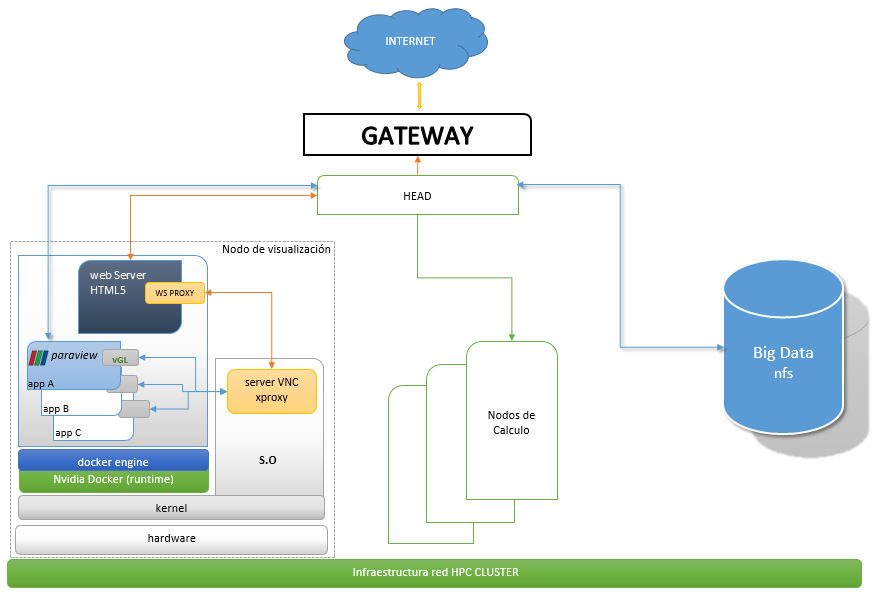 INTERNET
GATEWAY
HEAD
Nodo de visualización
web Server
HTML5
WS PROXY
paraview
vGL
app A
app B
app C
server VNC
xproxy
S.O
docker engine
Nvidia Docker (runtime)
kernel
hardware
Nodos de
Calculo
Big Data
nfs
Infraestructura red HPC CLUSTER